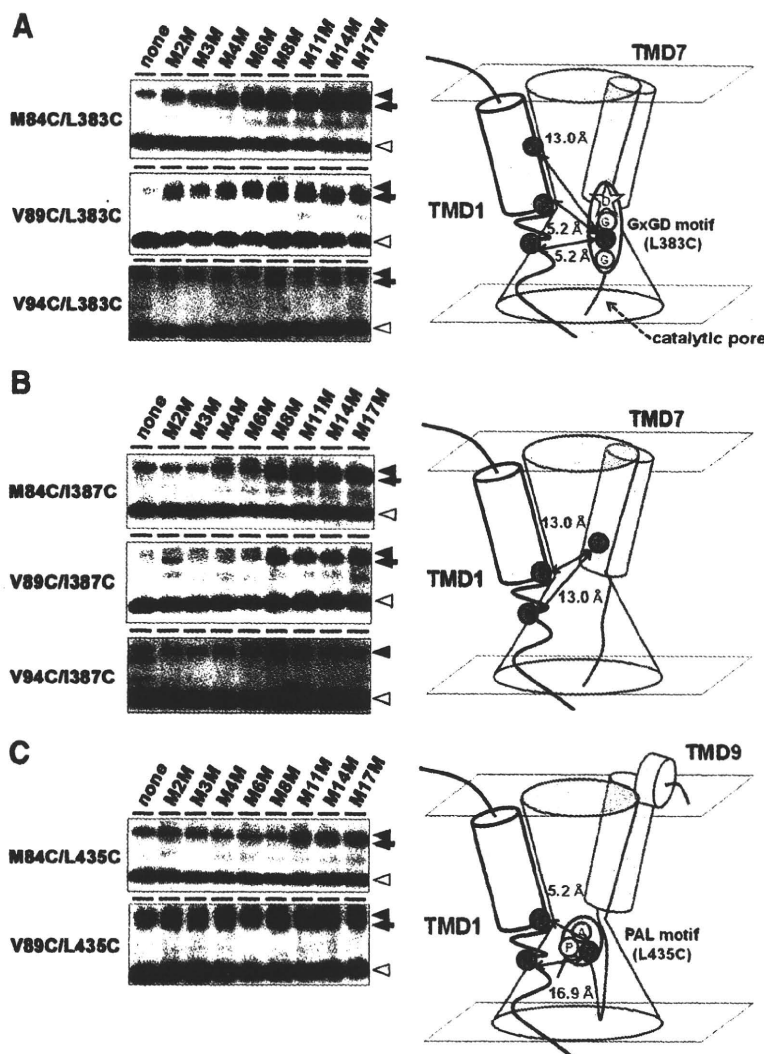 A
none M2M M3M M4M M6M M8M M11M M14M M17M
M84C/L383C
V89C/L383C
V94C/L383C
TMD7
13.0Å
TMD1
D
G
5.2 Å
GxGD motif
(L383C)
5.2 Å
G
catalytic pore
B
none M2M M3M M4M M6M M8M M11M M14M M17M
M84C/I387C
V89C/I387C
V94C/I387C
TMD7
13.0Å
TMD1
13.0 Å
C
none M2M M3M M4M M6M M8M M11M M14M M17M
M84C/L435C
V89C/L435C
TMD9
5.2 Å
TMD1
A
P
PAL motif
(L435C)
16.9 Å